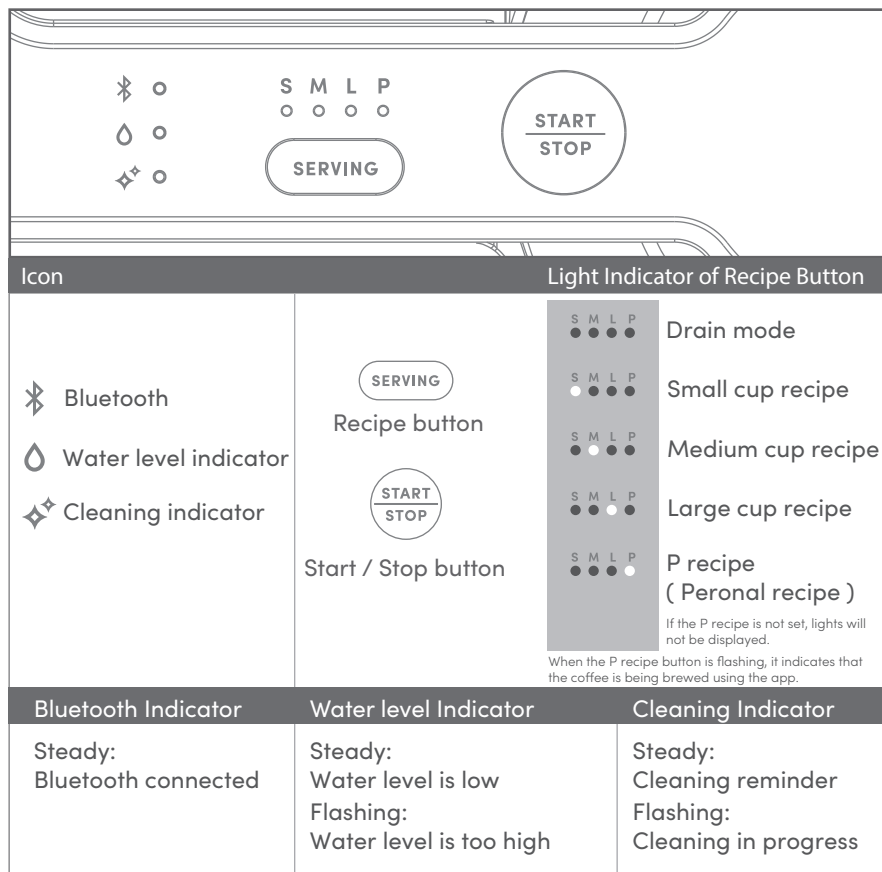 S M L P
START
STOP
SERVING
Icon
Light Indicator of Recipe Button
Bluetooth
Water level indicator
Cleaning indicator
SERVING
Recipe button
START
STOP
Start / Stop button
S M L P
Drain mode
S M L P
Small cup recipe
S M L P
Medium cup recipe
S M L P
Large cup recipe
S M L P
P recipe
( Peronal recipe )
If the P recipe is not set, lights will
not be displayed.
When the P recipe button is flashing, it indicates that
the coffee is being brewed using the app.
Bluetooth Indicator
Steady:
Bluetooth connected
Water level Indicator
Steady:
Water level is low
Flashing:
Water level is too high
Cleaning Indicator
Steady:
Cleaning reminder
Flashing:
Cleaning in progress